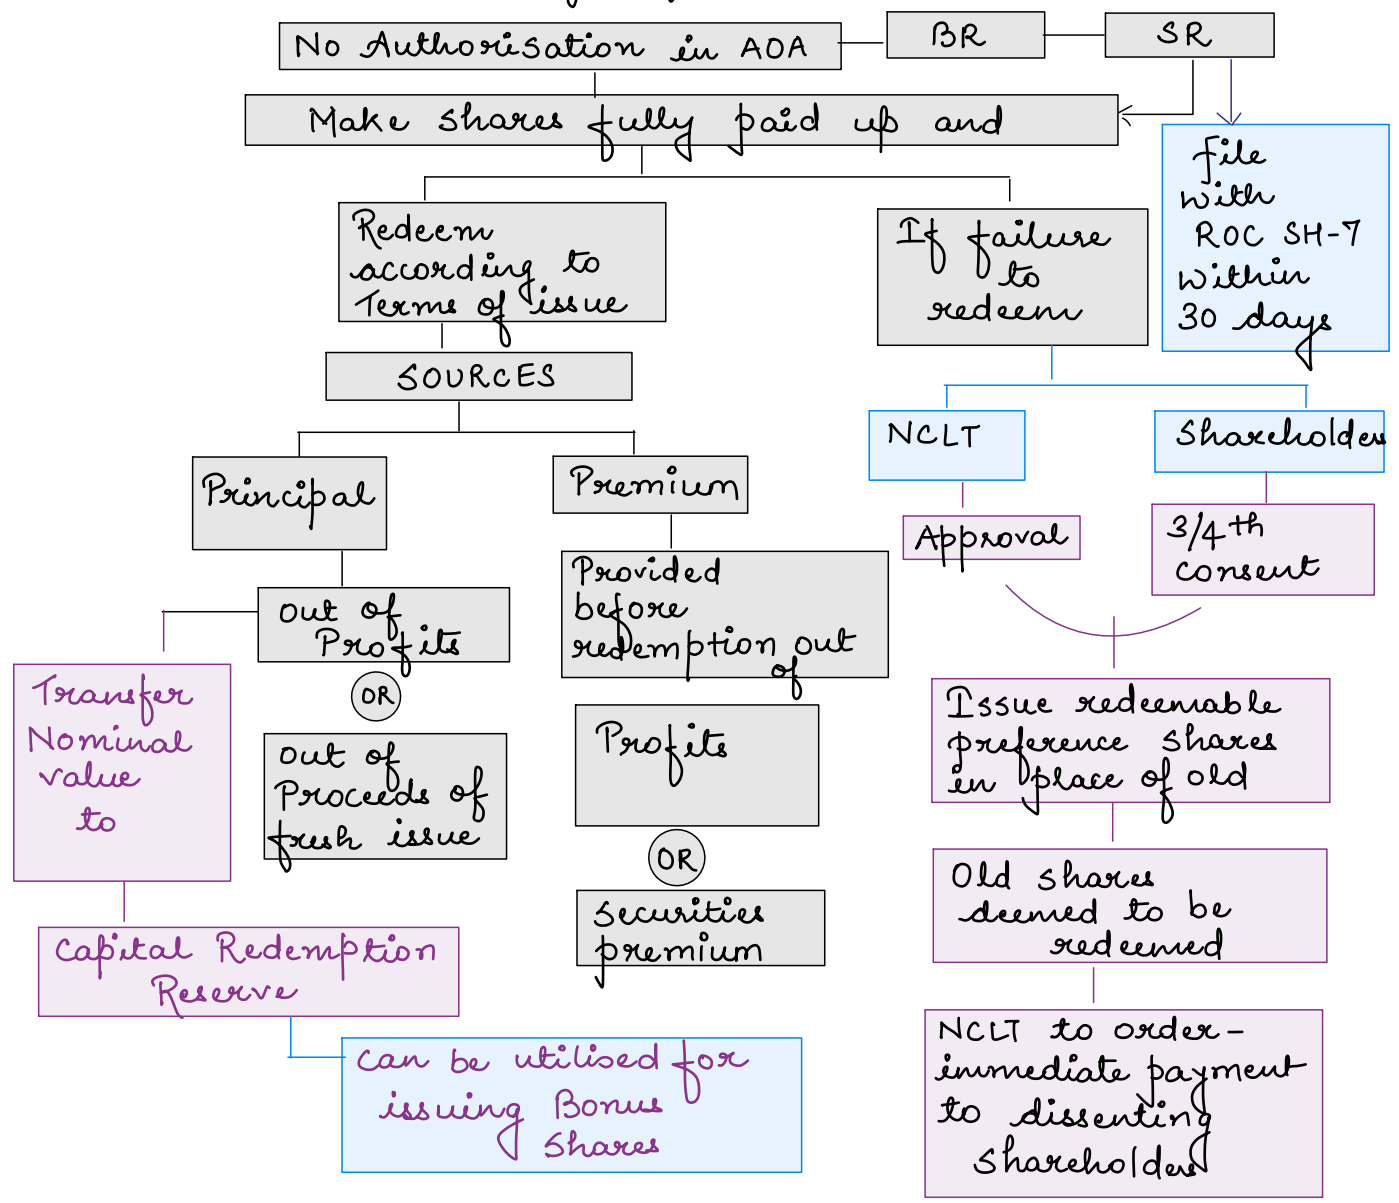 No Authorisation in AOA
BR
SR
Make shares fully paid up and
file
with
ROC SH-7
within
30 days
Redeem
according to
Terms of issue
If failure
to
redeem
SOURCES
NCLT
Shareholders
Principal
Premium
Approval
3/4th
consent
out of
Profits
Provided
before
redemption out
of
OR
Transfer
Nominal
value
to
out of
Proceeds of
fresh issue
Profits
OR
Securities
premium
Issue redeemable
preference shares
in place of old
Old shares
deemed to be
redeemed
Capital Redemption
Reserve
can be utilised for
issuing Bonus
Shares
NCLT to order-
immediate payment
to dissenting
Shareholders